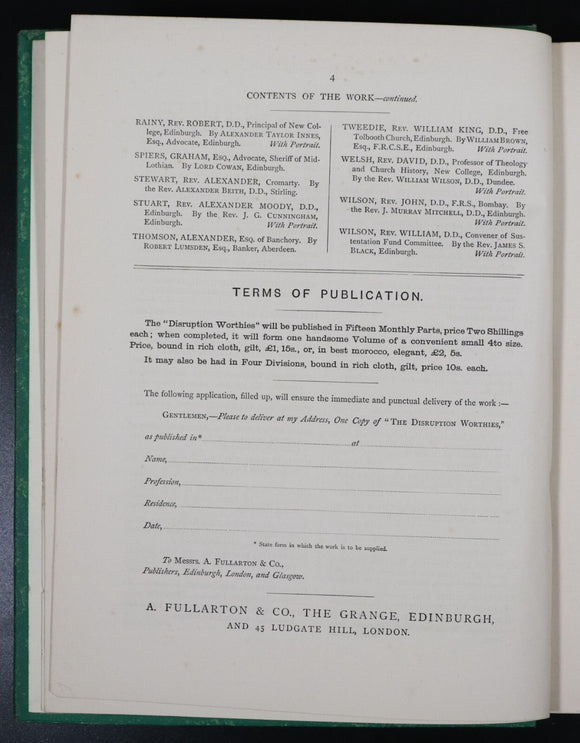 4
CONTENTS OF THE WORK—continued.
RAINY, REV. ROBERT, D.D., Principal of New Col-
lege, Edinburgh. By ALEXANDER TAYLOR INNES,
Esq., Advocate, Edinburgh. With Portrait.
SPIERS, GRAHAM, Esq., Advocate, Sheriff of Mid-
Lothian. By LORD COWAN, Edinburgh.
STEWART, REV. ALEXANDER, Cromarty. By
the Rev. ALEXANDER BEITH, D.D., Stirling.
STUART, REV. ALEXANDER MOODY, D.D.,
Edinburgh. By the Rev. J. G. CUNNINGHAM,
Edinburgh. With Portrait.
THOMSON, ALEXANDER, Esq. of Banchory. By
ROBERT LUMSDEN, Esq., Banker, Aberdeen.
TWEEDIE, REV. WILLIAM KING, D.D., Free
Tolbooth Church, Edinburgh. By WILLIAM BROWN,
Esq., F.R.C.S.E., Edinburgh. With Portrait.
WELSH, REV. DAVID, D.D., Professor of Theology
and Church History, New College, Edinburgh.
By the Rev. WILLIAM WILSON, D.D., Dundee.
With Portrait.
WILSON, REV. JOHN, D.D., F.R.S., Bombay. By
the Rev. J. MURRAY MITCHELL, D.D., Edinburgh.
With Portrait.
WILSON, REV. WILLIAM, D.D., Convener of Sus-
tentation Fund Committee. By the Rev. JAMES S.
BLACK, Edinburgh. With Portrait.
TERMS OF PUBLICATION.
The "Disruption Worthies" will be published in Fifteen Monthly Parts, price Two Shillings
each; when completed, it will form one handsome Volume of a convenient small 4to size.
Price, bound in rich cloth, gilt, £1, 15s., or, in best morocco, elegant, £2, 5s.
It may also be had in Four Divisions, bound in rich cloth, gilt, price 10s. each.
The following application, filled up, will ensure the immediate and punctual delivery of the work :—
GENTLEMEN,—Please to deliver at my Address, One Copy of "THE DISRUPTION WORTHIES,"
as published in* at
Name,
Profession,
Residence,
Date,
* State form in which the work is to be supplied.
To MESSRS. A. FULLARTON & CO.,
Publishers, Edinburgh, London, and Glasgow.
A. FULLARTON & CO., THE GRANGE, EDINBURGH,
AND 45 LUDGATE HILL, LONDON.